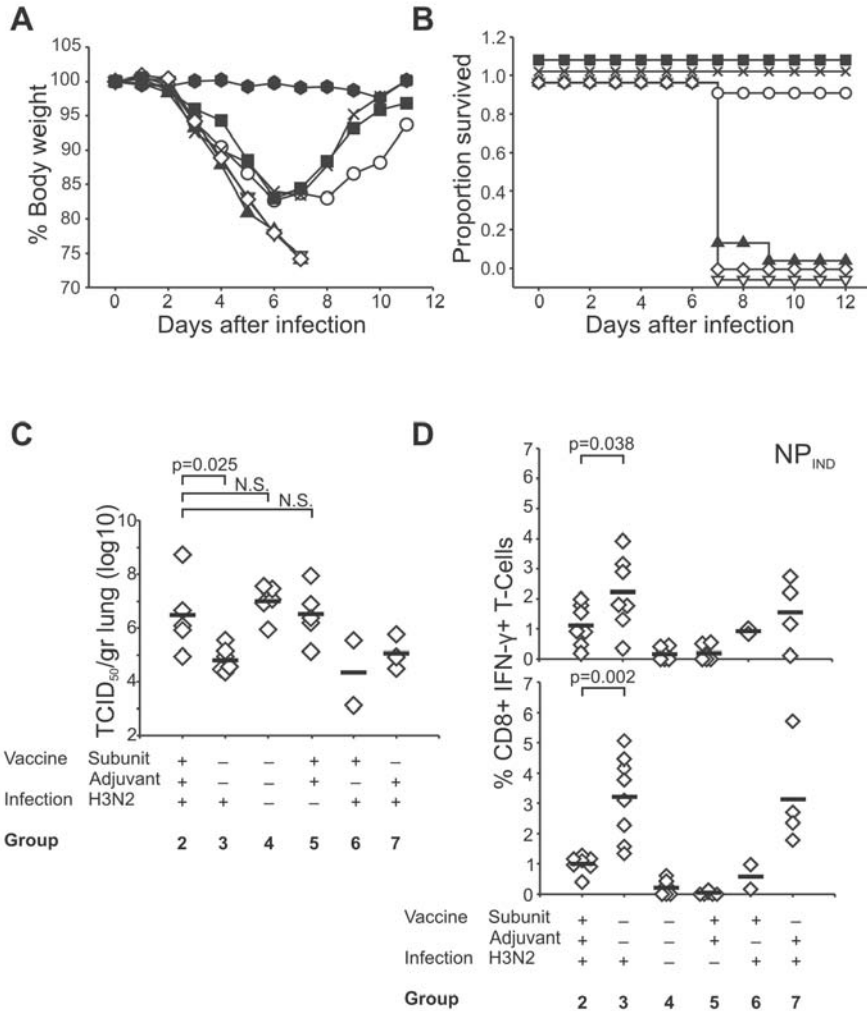 A
105
100
95
90
85
80
75
70
% Body weight
0 2 4 6 8 10 12
Days after infection
B
1.2
1.0
0.8
0.6
0.4
0.2
0.0
Proportion survived
0 2 4 6 8 10 12
Days after infection
C
p=0.025
N.S.
N.S.
10
8
6
4
2
TCID50/gr lung (log10)
Vaccine Subunit + – – + + –
Adjuvant + – – + – +
Infection H3N2 + + – – + +
Group 2 3 4 5 6 7
D
NPIND
p=0.038
7
6
5
4
3
2
1
0
% CD8+ IFN-γ+ T-Cells
p=0.002
7
6
5
4
3
2
1
0
Vaccine Subunit + – – + + –
Adjuvant + – – + – +
Infection H3N2 + + – – + +
Group 2 3 4 5 6 7